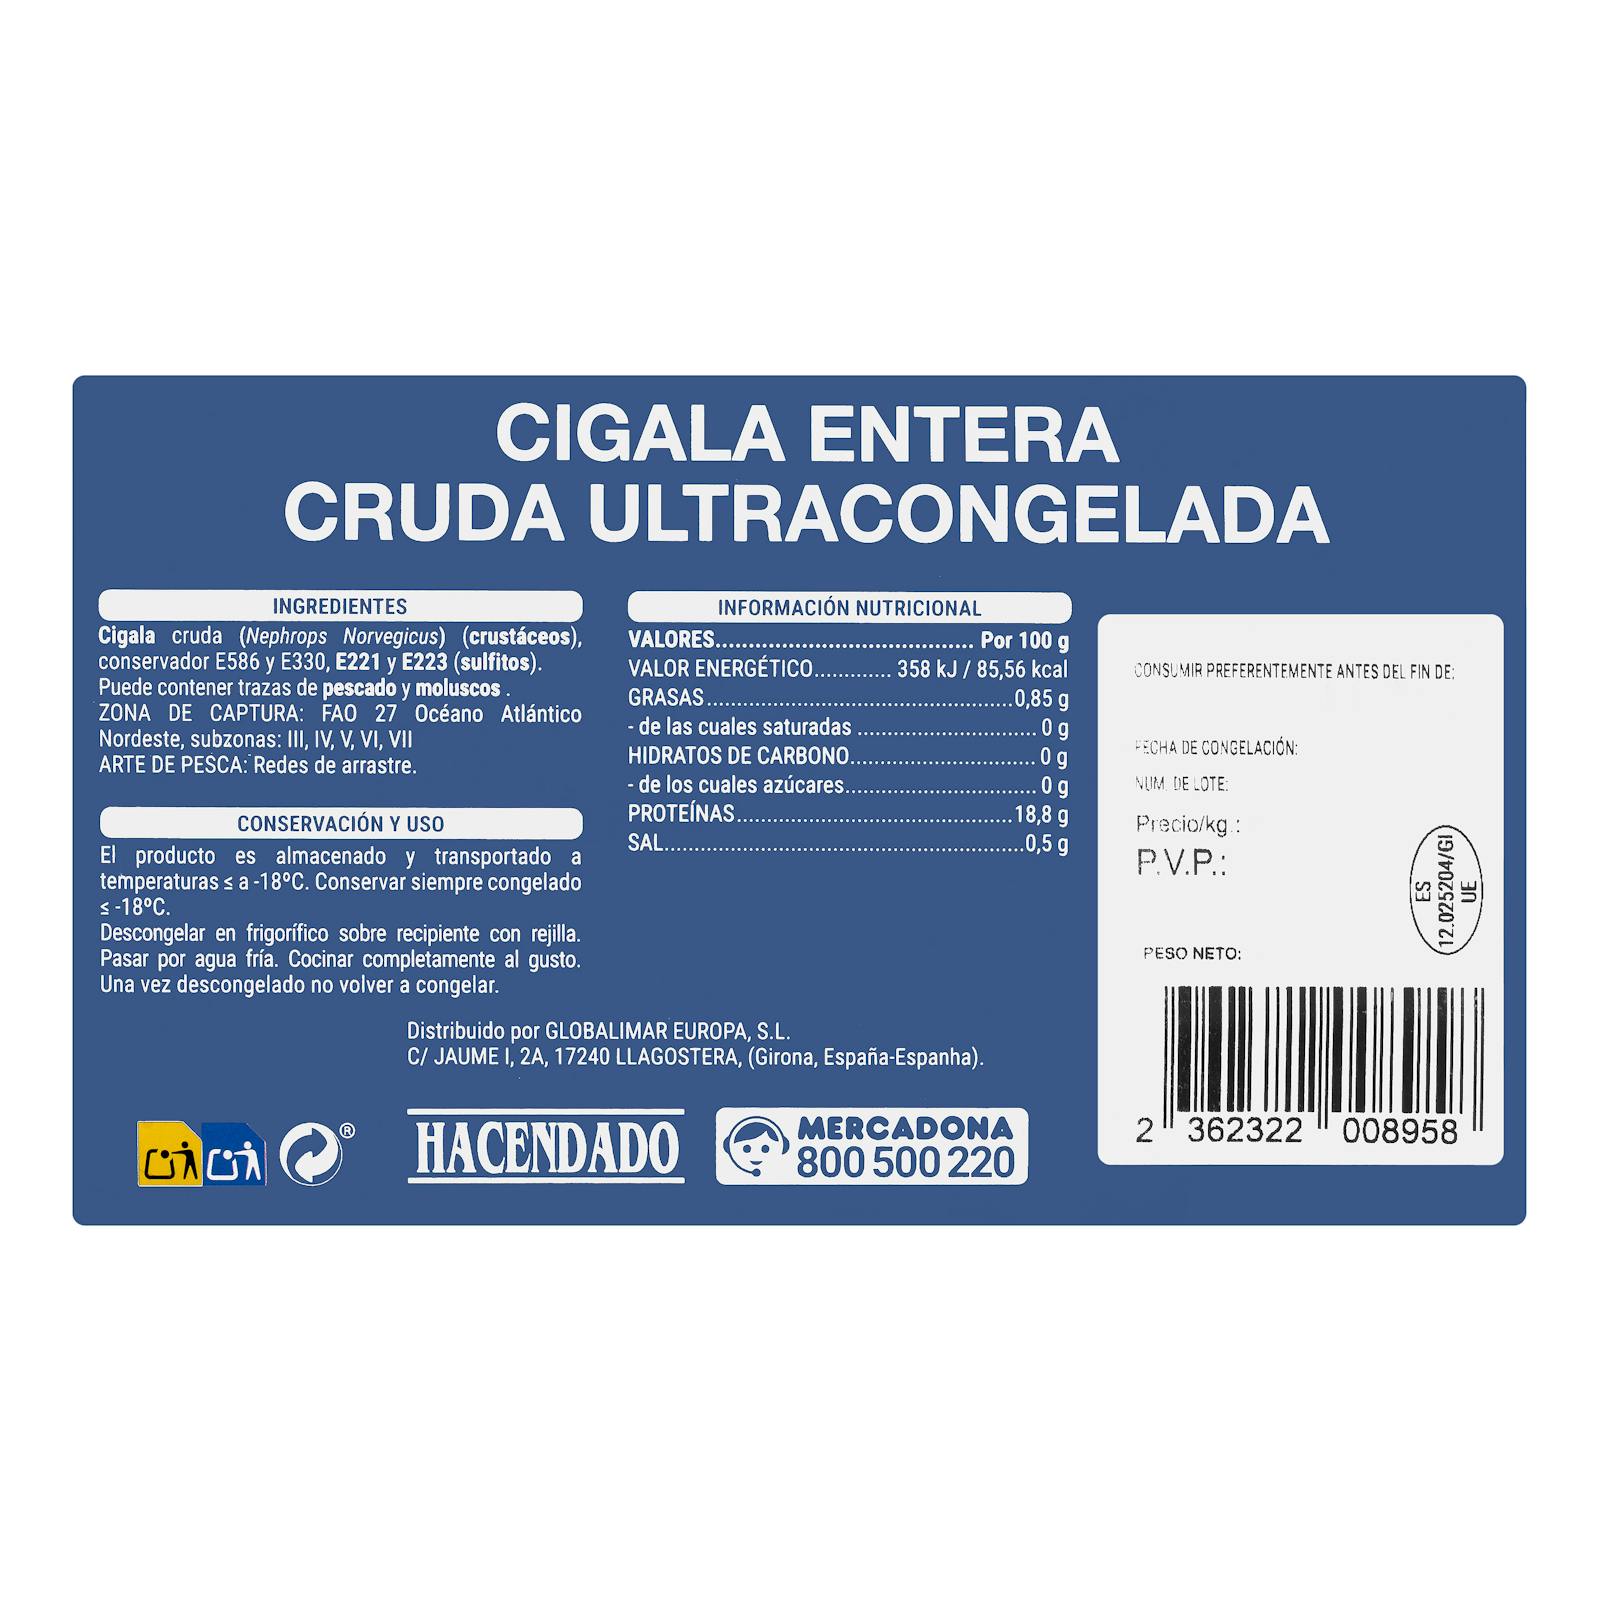 CIGALA ENTERA
CRUDA ULTRACONGELADA
INGREDIENTES
Cigala cruda (Nephrops Norvegicus) (crustáceos),
conservador E586 y E330, E221 y E223 (sulfitos).
Puede contener trazas de pescado y moluscos .
ZONA DE CAPTURA: FAO 27 Océano Atlántico
Nordeste, subzonas: III, IV, V, VI, VII
ARTE DE PESCA: Redes de arrastre.
CONSERVACIÓN Y USO
El producto es almacenado y transportado a
temperaturas ≤ a -18ºC. Conservar siempre congelado
≤ -18ºC.
Descongelar en frigorífico sobre recipiente con rejilla.
Pasar por agua fría. Cocinar completamente al gusto.
Una vez descongelado no volver a congelar.
INFORMACIÓN NUTRICIONAL
VALORES.......................................... Por 100 g
VALOR ENERGÉTICO............ 358 kJ / 85,56 kcal
GRASAS..................................................0,85 g
- de las cuales saturadas ............................. 0 g
HIDRATOS DE CARBONO.............................. 0 g
- de los cuales azúcares................................ 0 g
PROTEÍNAS.............................................18,8 g
SAL..........................................................0,5 g
CONSUMIR PREFERENTEMENTE ANTES DEL FIN DE:
FECHA DE CONGELACIÓN:
NUM. DE LOTE:
Precio/kg.:
P.V.P.:
ES
12.025204/GI
UE
PESO NETO:
2 362322 008958
Distribuido por GLOBALIMAR EUROPA, S.L.
C/ JAUME I, 2A, 17240 LLAGOSTERA, (Girona, España-Espanha).
®
HACENDADO
MERCADONA
800 500 220